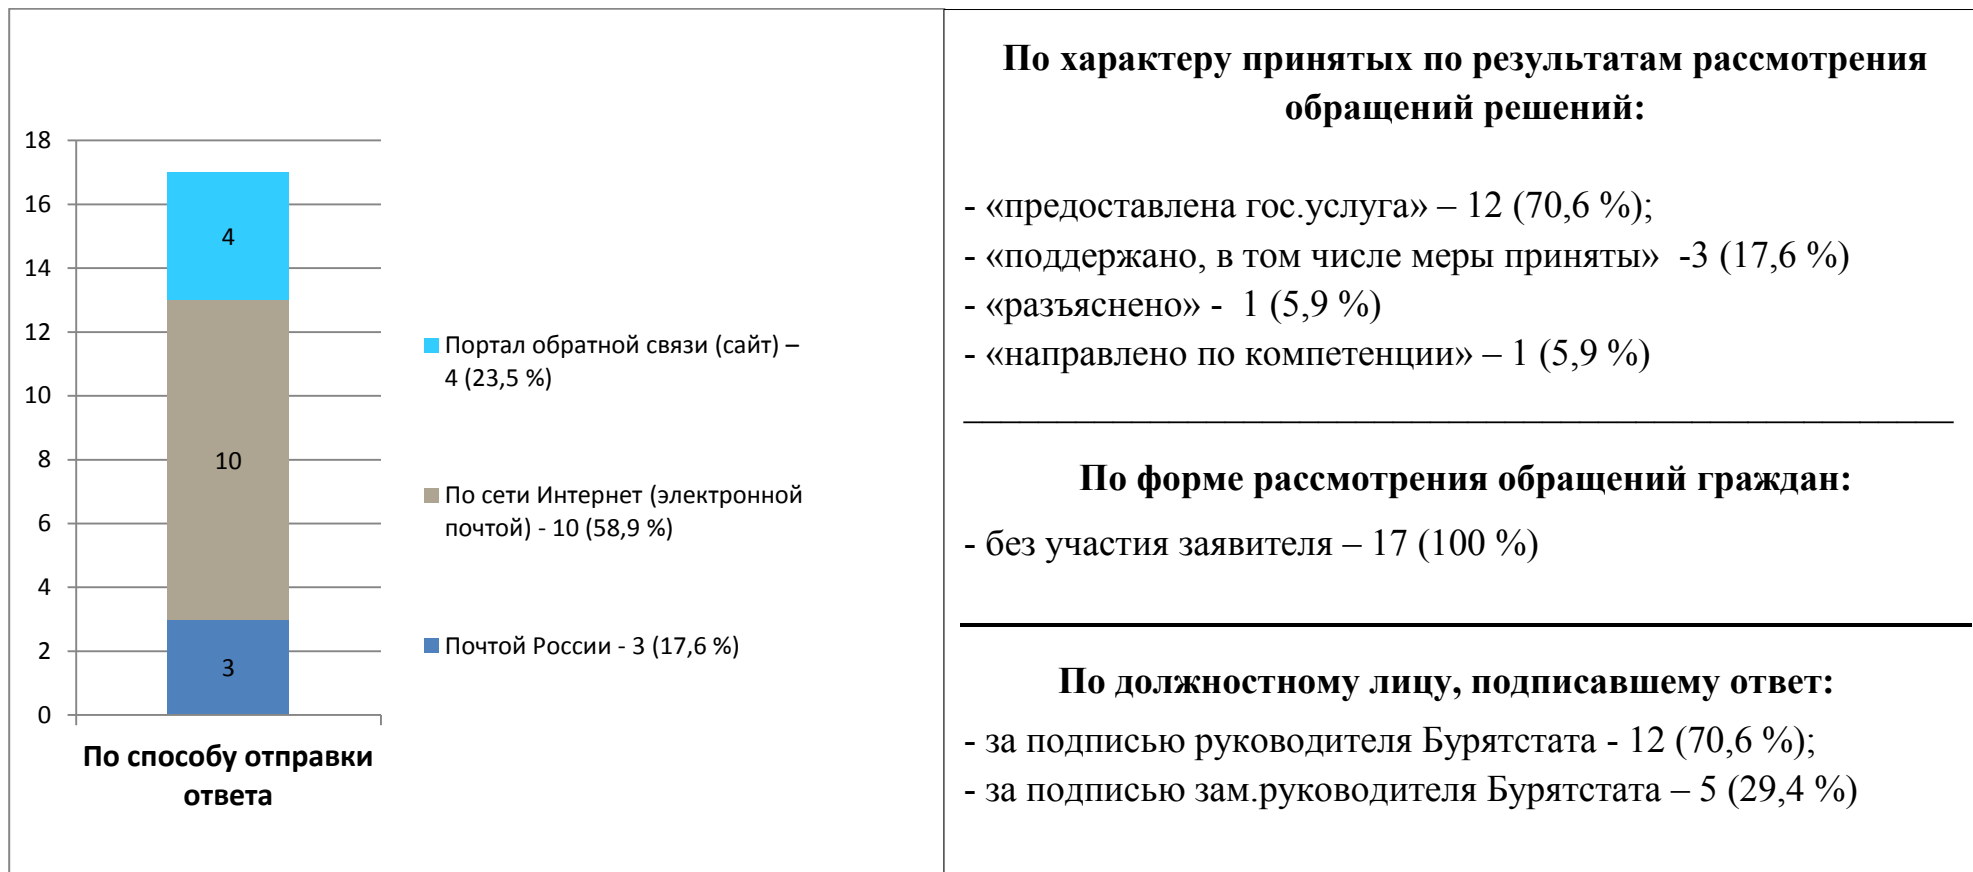 18
16
14
12
10
8
6
4
2
0
4
10
3
По способу отправки
ответа
Портал обратной связи (сайт) –
4 (23,5 %)
По сети Интернет (электронной
почтой) - 10 (58,9 %)
Почтой России - 3 (17,6 %)
По характеру принятых по результатам рассмотрения
обращений решений:
- «предоставлена гос.услуга» – 12 (70,6 %);
- «поддержано, в том числе меры приняты»  -3 (17,6 %)
- «разъяснено» -  1 (5,9 %)
- «направлено по компетенции» – 1 (5,9 %)
По форме рассмотрения обращений граждан:
- без участия заявителя – 17 (100 %)
По должностному лицу, подписавшему ответ:
- за подписью руководителя Бурятстата - 12 (70,6 %);
- за подписью зам.руководителя Бурятстата – 5 (29,4 %)